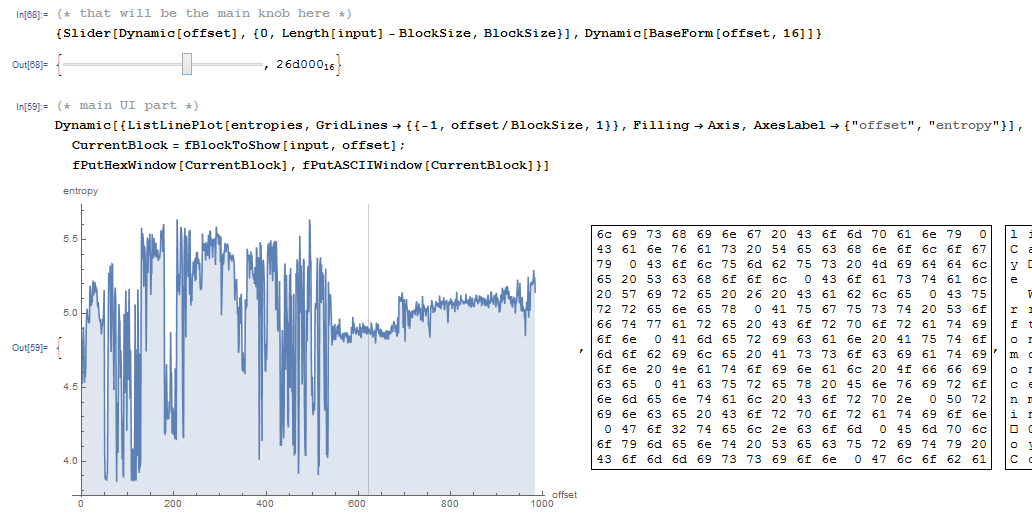 In[68]:= (* that will be the main knob here *)
{Slider[Dynamic[offset], {0, Length[input] - BlockSize, BlockSize}], Dynamic[BaseForm[offset, 16]]}
Out[68]= { , 26d000₁₆}
In[59]:= (* main UI part *)
Dynamic[{ListLinePlot[entropies, GridLines → {{-1, offset/BlockSize, 1}}, Filling → Axis, AxesLabel → {"offset", "entropy"}],
CurrentBlock = fBlockToShow[input, offset];
fPutHexWindow[CurrentBlock], fPutASCIIWindow[CurrentBlock]}]
Out[59]= {
entropy
5.5
5.0
4.5
4.0
0 200 400 600 800 1000
offset
,
6c 69 73 68 69 6e 67 20 43 6f 6d 70 61 6e 79 0
43 61 6e 76 61 73 20 54 65 63 68 6e 6f 6c 6f 67
79 0 43 6f 6c 75 6d 62 75 73 20 4d 69 64 64 6c
65 20 53 63 68 6f 6f 6c 0 43 6f 61 73 74 61 6c
20 57 69 72 65 20 26 20 43 61 62 6c 65 0 43 75
72 72 65 6e 65 78 0 41 75 67 75 73 74 20 53 6f
66 74 77 61 72 65 20 43 6f 72 70 6f 72 61 74 69
6f 6e 0 41 6d 65 72 69 63 61 6e 20 41 75 74 6f
6d 6f 62 69 6c 65 20 41 73 73 6f 63 69 61 74 69
6f 6e 20 4e 61 74 6f 69 6e 61 6c 20 4f 66 66 69
63 65 0 41 63 75 72 65 78 20 45 6e 76 69 72 6f
6e 6d 65 6e 74 61 6c 20 43 6f 72 70 2e 0 50 72
69 6e 63 65 20 43 6f 72 70 6f 72 61 74 69 6f 6e
0 47 6f 32 74 65 6c 2e 63 6f 6d 0 45 6d 70 6c
6f 79 6d 65 6e 74 20 53 65 63 75 72 69 74 79 20
43 6f 6d 6d 69 73 73 69 6f 6e 0 47 6c 6f 62 61
,
l i
C a
y
e
W
r r
f t
o n
m o
o n
c e
n m
i n
G
o y
C o